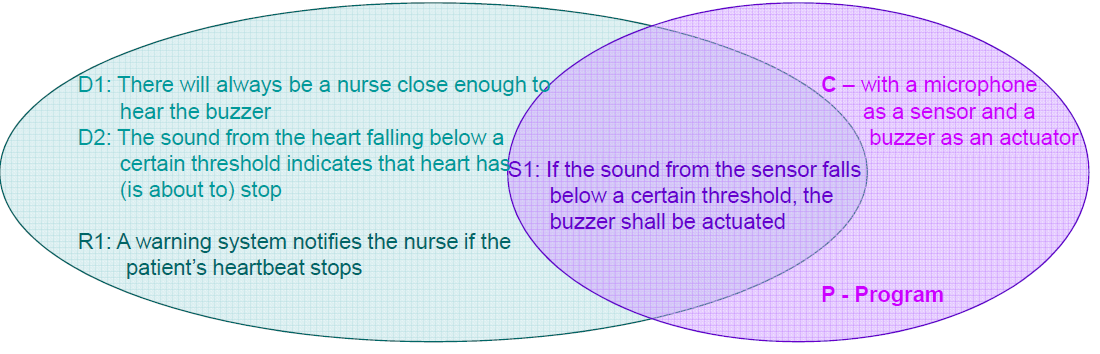 D1: There will always be a nurse close enough to
hear the buzzer
D2: The sound from the heart falling below a
certain threshold indicates that heart has
(is about to) stop
R1: A warning system notifies the nurse if the
patient's heartbeat stops
S1: If the sound from the sensor falls
below a certain threshold, the
buzzer shall be actuated
C – with a microphone
as a sensor and a
buzzer as an actuator
P - Program